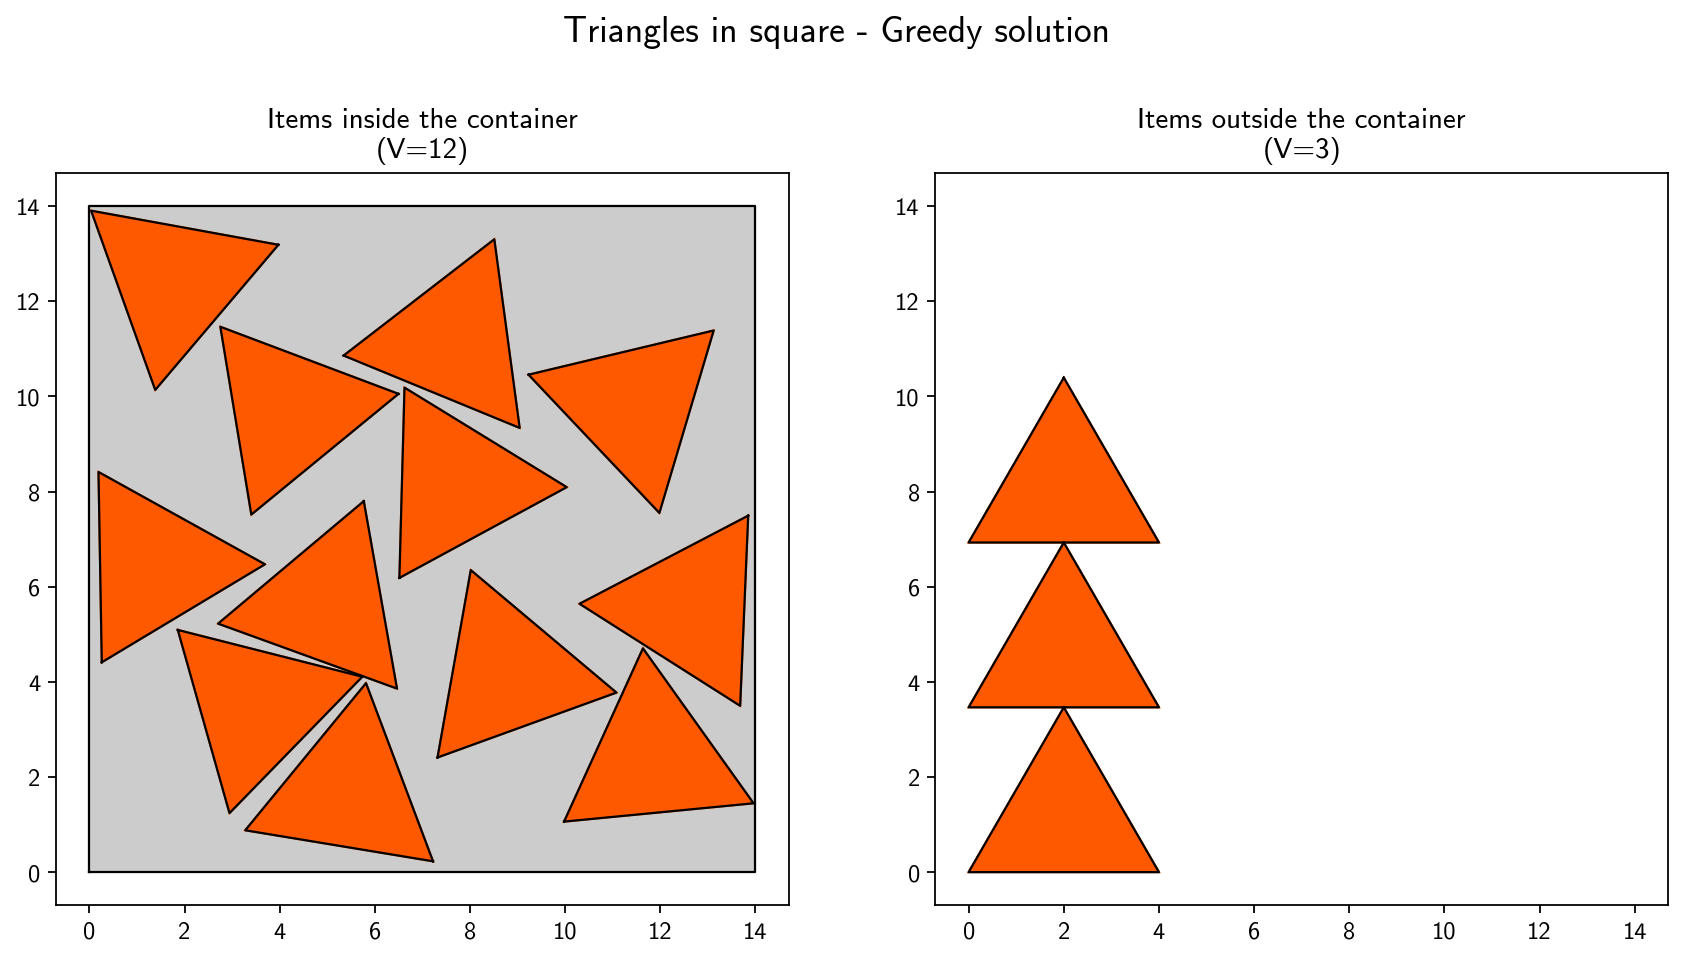 Triangles in square - Greedy solution
Items inside the container
(V=12)
14
12
10
8
6
4
2
0
0 2 4 6 8 10 12 14
Items outside the container
(V=3)
14
12
10
8
6
4
2
0
0 2 4 6 8 10 12 14